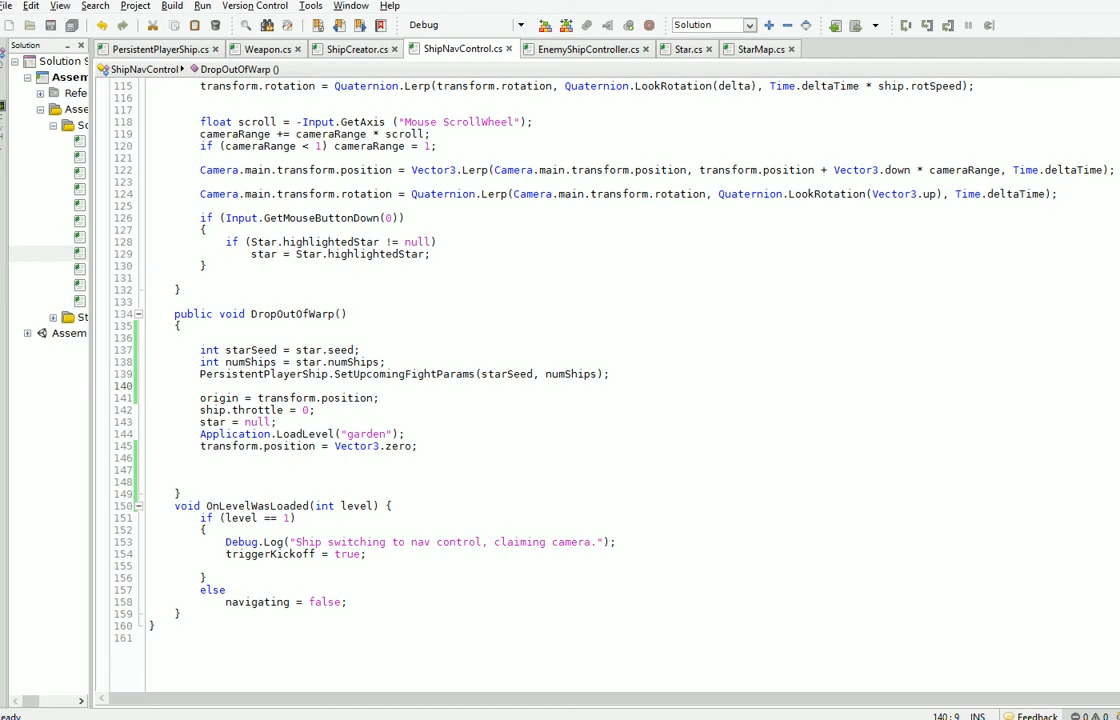 File Edit View Search Project Build Run Version Control Tools Window Help
Debug Solution
Solution PersistentPlayerShip.cs Weapon.cs ShipCreator.cs ShipNavControl.cs EnemyShipController.cs Star.cs StarMap.cs
ShipNavControl DropOutOfWarp ()
Solution S
Assem
Refe
Asse
Sc
St
Assem
115 transform.rotation = Quaternion.Lerp(transform.rotation, Quaternion.LookRotation(delta), Time.deltaTime * ship.rotSpeed);
116
117
118 float scroll = -Input.GetAxis ("Mouse ScrollWheel");
119 cameraRange += cameraRange * scroll;
120 if (cameraRange < 1) cameraRange = 1;
121
122 Camera.main.transform.position = Vector3.Lerp(Camera.main.transform.position, transform.position + Vector3.down * cameraRange, Time.deltaTime);
123
124 Camera.main.transform.rotation = Quaternion.Lerp(Camera.main.transform.rotation, Quaternion.LookRotation(Vector3.up), Time.deltaTime);
125
126 if (Input.GetMouseButtonDown(0))
127 {
128 if (Star.highlightedStar != null)
129 star = Star.highlightedStar;
130 }
131
132 }
133
134 public void DropOutOfWarp()
135 {
136
137 int starSeed = star.seed;
138 int numShips = star.numShips;
139 PersistentPlayerShip.SetUpcomingFightParams(starSeed, numShips);
140
141 origin = transform.position;
142 ship.throttle = 0;
143 star = null;
144 Application.LoadLevel("garden");
145 transform.position = Vector3.zero;
146
147
148
149 }
150 void OnLevelWasLoaded(int level) {
151 if (level == 1)
152 {
153 Debug.Log("Ship switching to nav control, claiming camera.");
154 triggerKickoff = true;
155
156 }
157 else
158 navigating = false;
159 }
160 }
161
eady 140 : 9 INS Feedback 0 0